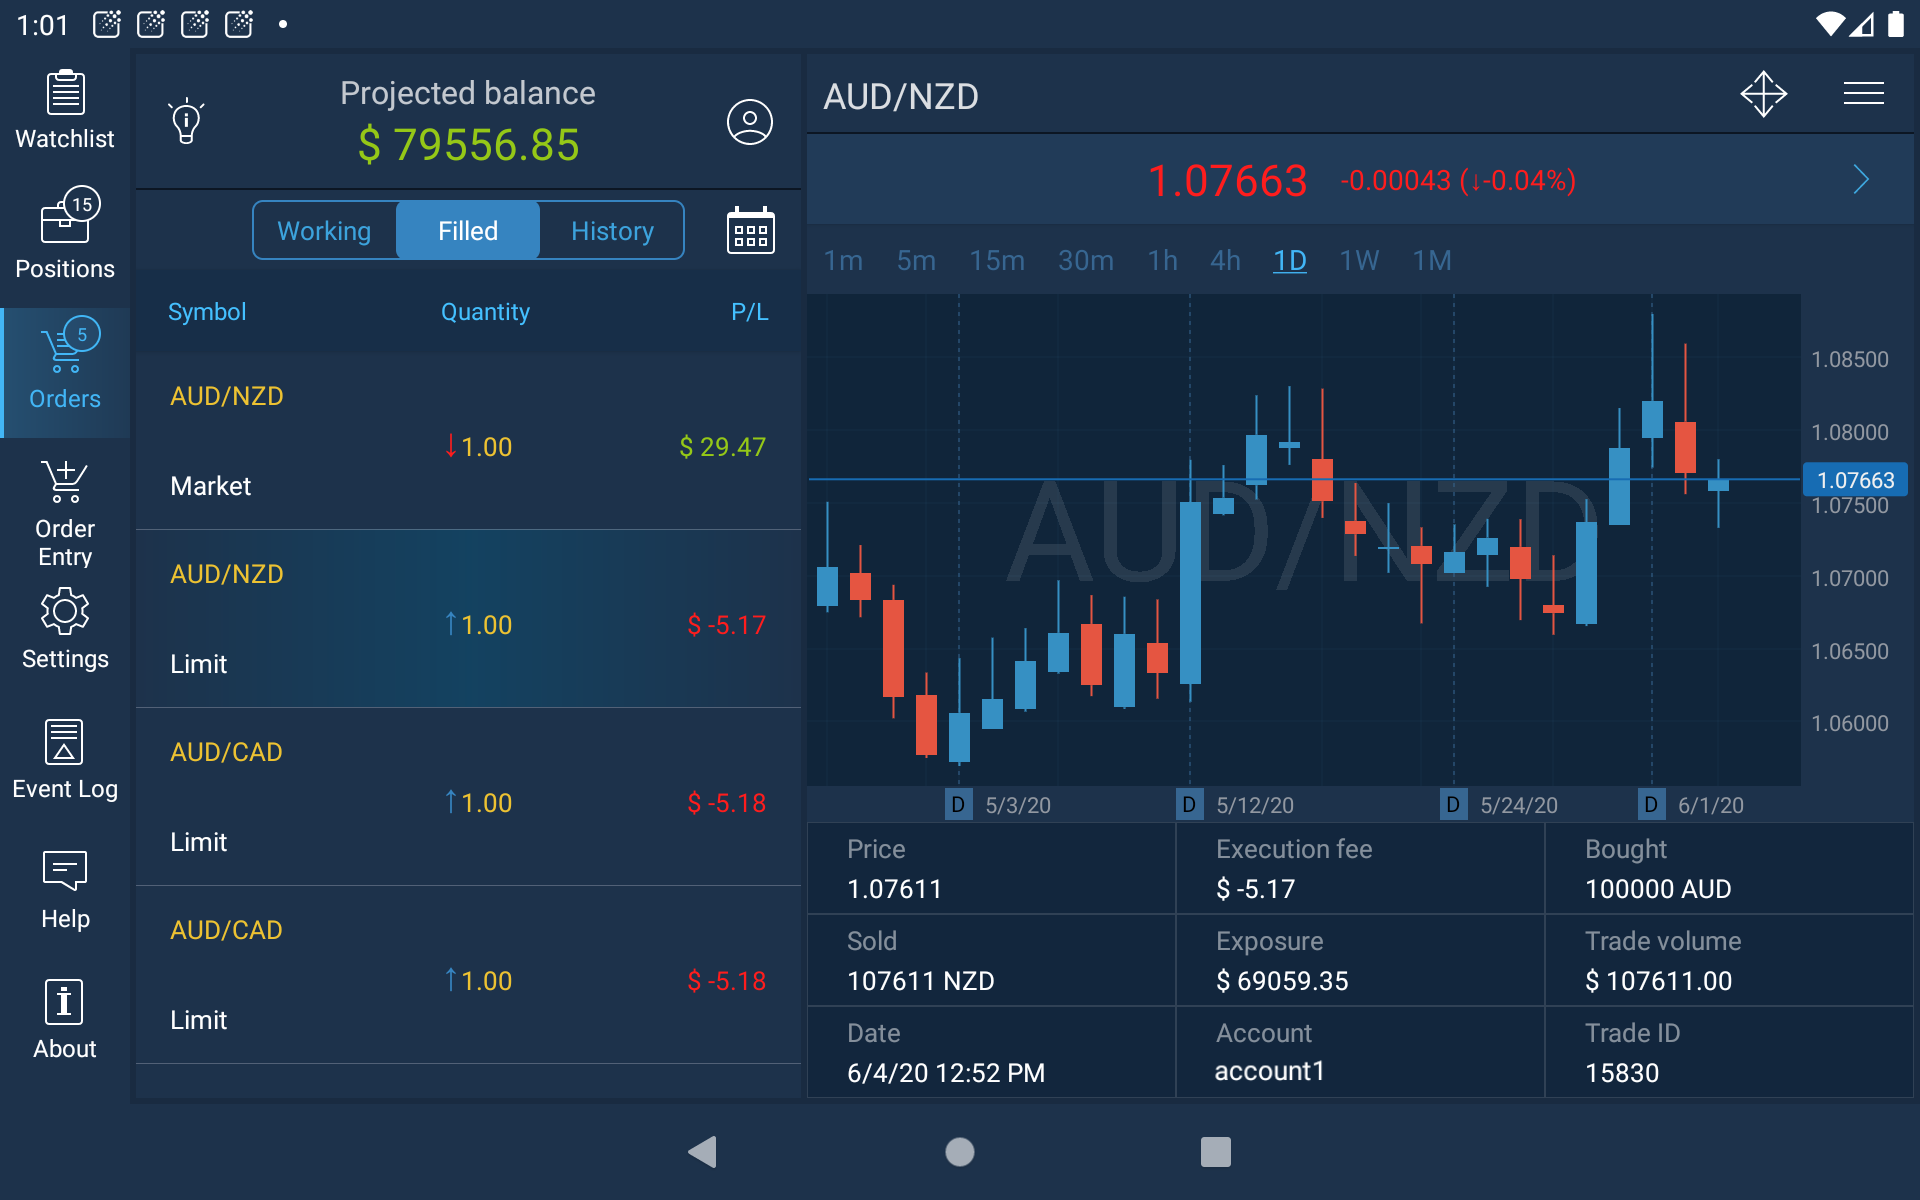 1:01
Watchlist
15
Positions
5
Orders
Order
Entry
Settings
Event Log
Help
About
Projected balance
$ 79556.85
Working Filled History
Symbol Quantity P/L
AUD/NZD
↓1.00 $ 29.47
Market
AUD/NZD
↑1.00 $ -5.17
Limit
AUD/CAD
↑1.00 $ -5.18
Limit
AUD/CAD
↑1.00 $ -5.18
Limit
AUD/NZD
1.07663 -0.00043 (↓-0.04%)
1m 5m 15m 30m 1h 4h 1D 1W 1M
AUD/NZD
1.08500
1.08000
1.07663
1.07500
1.07000
1.06500
1.06000
D 5/3/20 D 5/12/20 D 5/24/20 D 6/1/20
Price Execution fee Bought
1.07611 $ -5.17 100000 AUD
Sold Exposure Trade volume
107611 NZD $ 69059.35 $ 107611.00
Date Account Trade ID
6/4/20 12:52 PM account1 15830